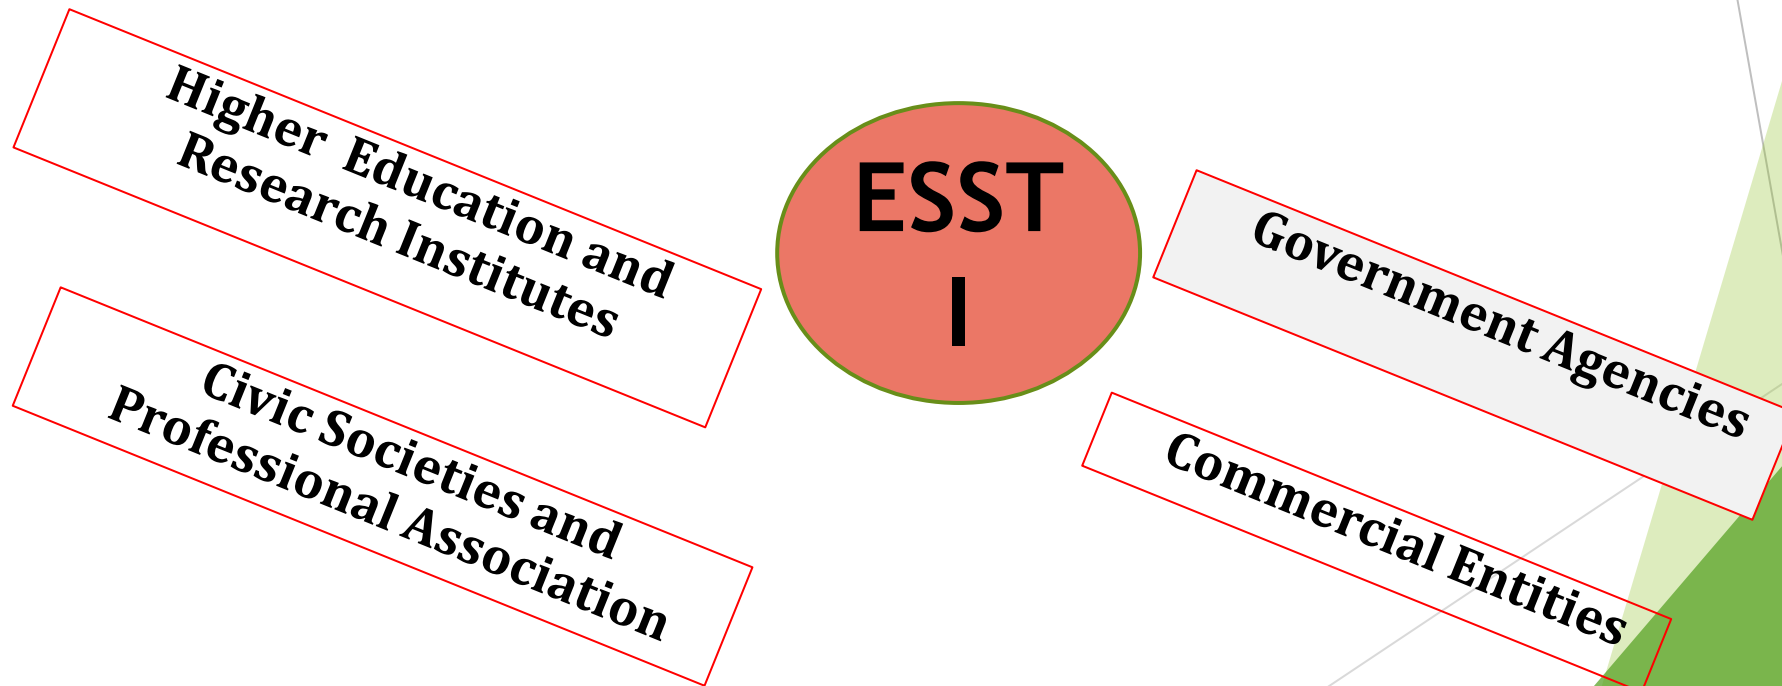 Higher Education and
Research Institutes
Civic Societies and
Professional Association
ESST
I
Government Agencies
Commercial Entities